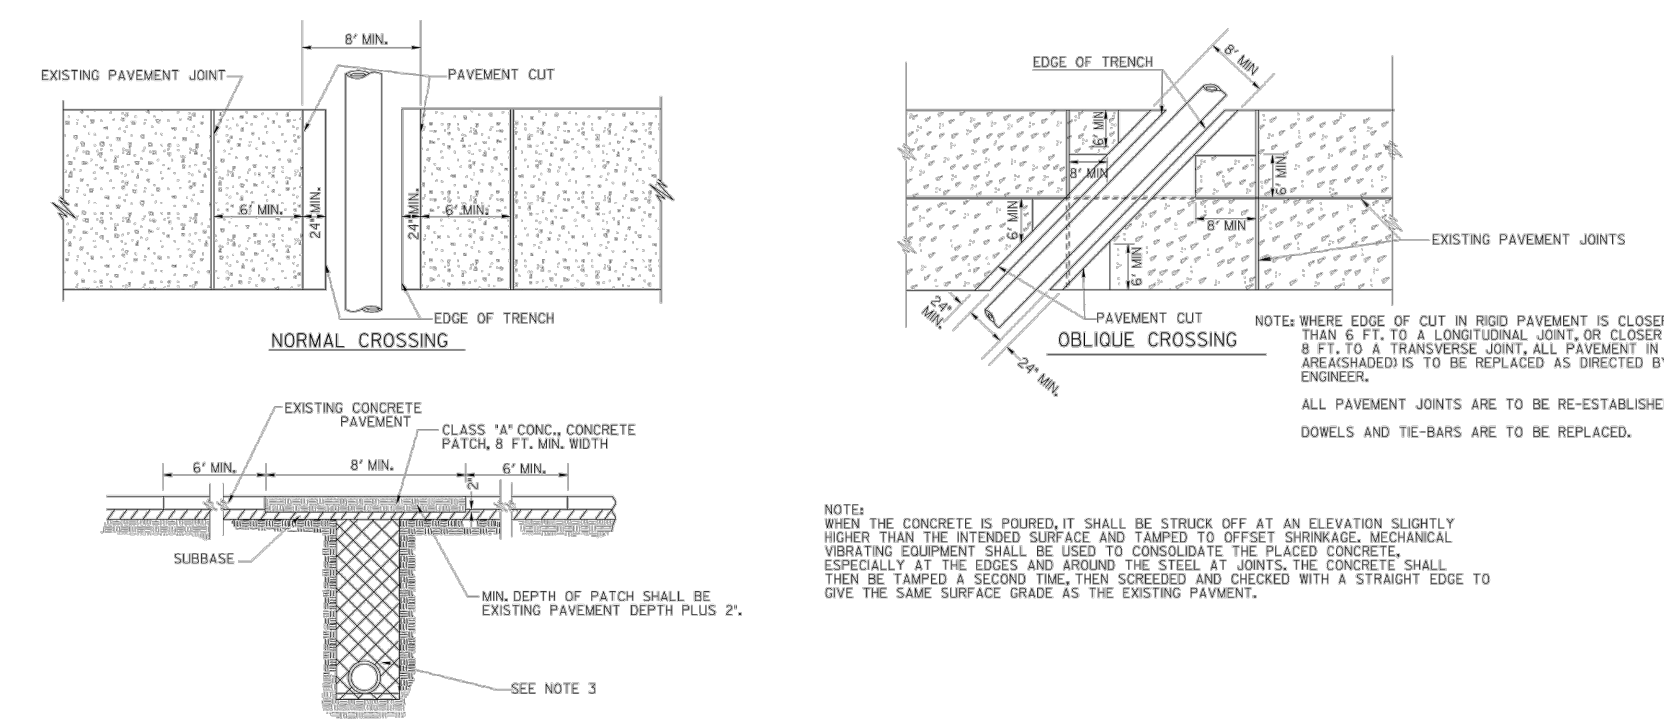 8' MIN.
EXISTING PAVEMENT JOINT
PAVEMENT CUT
6' MIN.
24" MIN.
24" MIN.
6' MIN.
EDGE OF TRENCH
NORMAL CROSSING
EDGE OF TRENCH
8' MIN
6' MIN
8' MIN
6' MIN
6' MIN
8' MIN
6' MIN
EXISTING PAVEMENT JOINTS
24"
MIN.
PAVEMENT CUT
OBLIQUE CROSSING
24" MIN.
NOTE: WHERE EDGE OF CUT IN RIGID PAVEMENT IS CLOSER
THAN 6 FT. TO A LONGITUDINAL JOINT, OR CLOSER
8 FT. TO A TRANSVERSE JOINT, ALL PAVEMENT IN
AREA(SHADED) IS TO BE REPLACED AS DIRECTED BY
ENGINEER.
ALL PAVEMENT JOINTS ARE TO BE RE-ESTABLISHE
DOWELS AND TIE-BARS ARE TO BE REPLACED.
EXISTING CONCRETE
PAVEMENT
CLASS "A" CONC., CONCRETE
PATCH, 8 FT. MIN. WIDTH
6' MIN.
8' MIN.
6' MIN.
2"
SUBBASE
MIN. DEPTH OF PATCH SHALL BE
EXISTING PAVEMENT DEPTH PLUS 2".
SEE NOTE 3
NOTE:
WHEN THE CONCRETE IS POURED, IT SHALL BE STRUCK OFF AT AN ELEVATION SLIGHTLY
HIGHER THAN THE INTENDED SURFACE AND TAMPED TO OFFSET SHRINKAGE. MECHANICAL
VIBRATING EQUIPMENT SHALL BE USED TO CONSOLIDATE THE PLACED CONCRETE,
ESPECIALLY AT THE EDGES AND AROUND THE STEEL AT JOINTS. THE CONCRETE SHALL
THEN BE TAMPED A SECOND TIME, THEN SCREEDED AND CHECKED WITH A STRAIGHT EDGE TO
GIVE THE SAME SURFACE GRADE AS THE EXISTING PAVMENT.